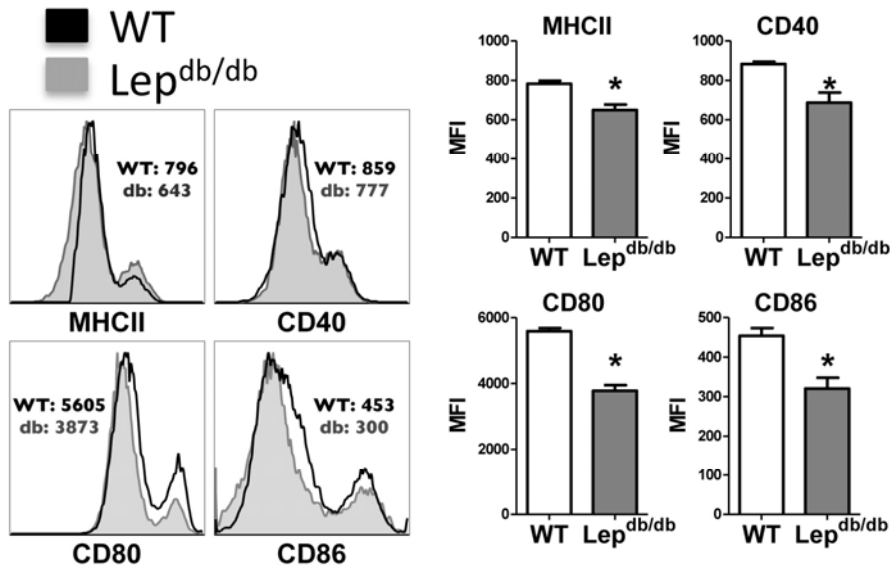 WT
Lep^db/db
WT: 796
db: 643
MHCII
WT: 859
db: 777
CD40
WT: 5605
db: 3873
CD80
WT: 453
db: 300
CD86
MHCII
MFI
1000
800
600
400
200
0
*
WT Lep^db/db
CD40
MFI
1000
800
600
400
200
0
*
WT Lep^db/db
CD80
MFI
6000
4000
2000
0
*
WT Lep^db/db
CD86
MFI
500
400
300
200
100
0
*
WT Lep^db/db